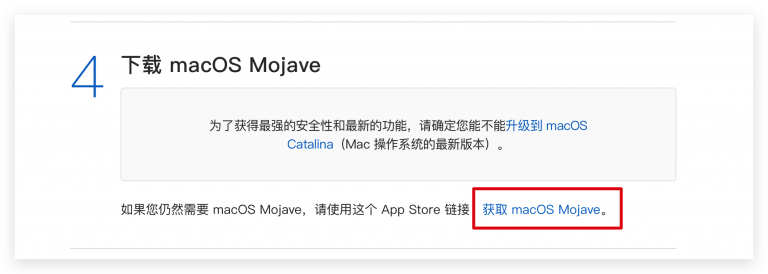 4
下载 macOS Mojave
为了获得最强的安全性和最新的功能，请确定您能不能升级到 macOS
Catalina（Mac 操作系统的最新版本）。
如果您仍然需要 macOS Mojave，请使用这个 App Store 链接 获取 macOS Mojave。